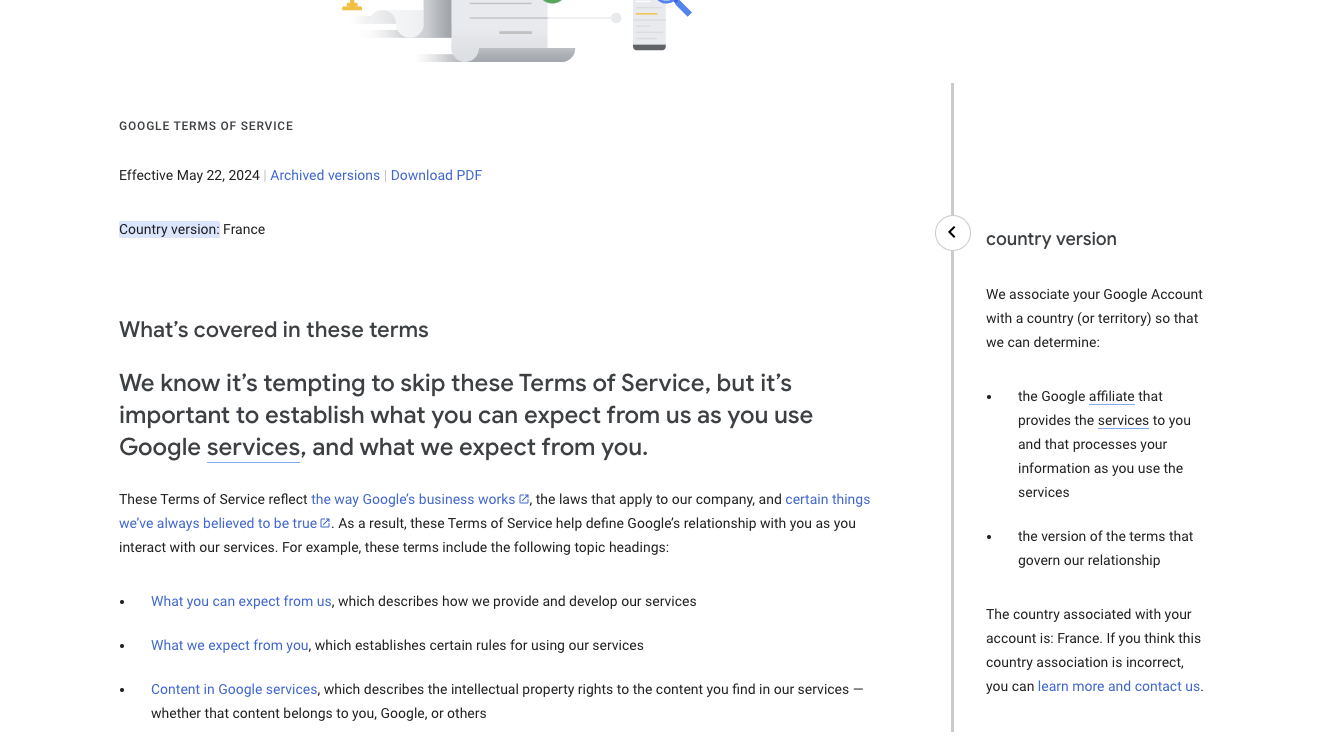 GOOGLE TERMS OF SERVICE
Effective May 22, 2024 | Archived versions | Download PDF
Country version: France
What’s covered in these terms
We know it’s tempting to skip these Terms of Service, but it’s
important to establish what you can expect from us as you use
Google services, and what we expect from you.
These Terms of Service reflect the way Google’s business works, the laws that apply to our company, and certain things
we’ve always believed to be true. As a result, these Terms of Service help define Google’s relationship with you as you
interact with our services. For example, these terms include the following topic headings:
• What you can expect from us, which describes how we provide and develop our services
• What we expect from you, which establishes certain rules for using our services
• Content in Google services, which describes the intellectual property rights to the content you find in our services —
whether that content belongs to you, Google, or others
country version
We associate your Google Account
with a country (or territory) so that
we can determine:
• the Google affiliate that
provides the services to you
and that processes your
information as you use the
services
• the version of the terms that
govern our relationship
The country associated with your
account is: France. If you think this
country association is incorrect,
you can learn more and contact us.